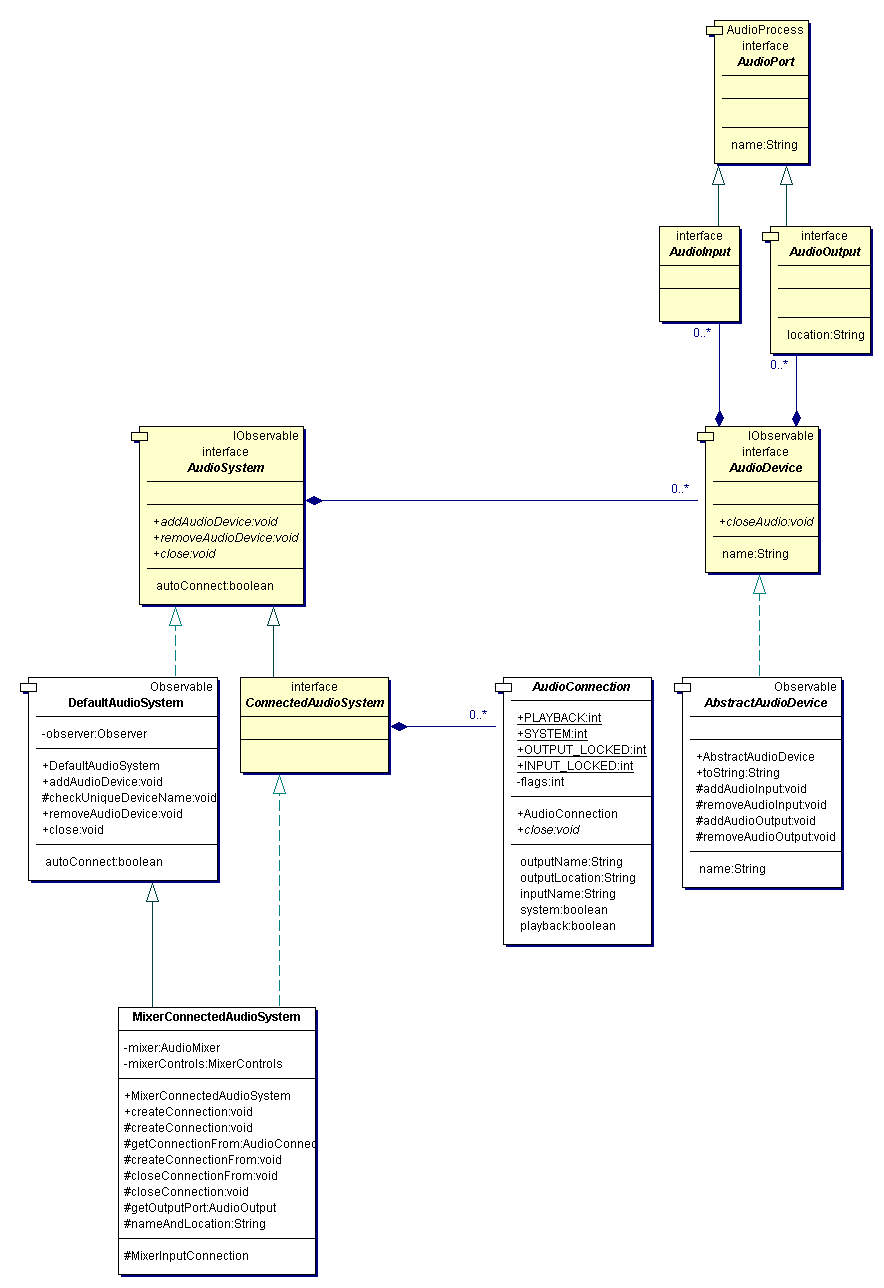 AudioProcess
interface
AudioPort
name:String
interface
AudioInput
interface
AudioOutput
location:String
0..*
0..*
IObservable
interface
AudioSystem
+addAudioDevice:void
+removeAudioDevice:void
+close:void
autoConnect:boolean
0..*
IObservable
interface
AudioDevice
+closeAudio:void
name:String
Observable
DefaultAudioSystem
-observer:Observer
+DefaultAudioSystem
+addAudioDevice:void
#checkUniqueDeviceName:void
+removeAudioDevice:void
+close:void
autoConnect:boolean
interface
ConnectedAudioSystem
0..*
AudioConnection
+PLAYBACK:int
+SYSTEM:int
+OUTPUT_LOCKED:int
+INPUT_LOCKED:int
-flags:int
+AudioConnection
+close:void
outputName:String
outputLocation:String
inputName:String
system:boolean
playback:boolean
Observable
AbstractAudioDevice
+AbstractAudioDevice
+toString:String
#addAudioInput:void
#removeAudioInput:void
#addAudioOutput:void
#removeAudioOutput:void
name:String
MixerConnectedAudioSystem
-mixer:AudioMixer
-mixerControls:MixerControls
+MixerConnectedAudioSystem
+createConnection:void
#createConnection:void
#getConnectionFrom:AudioConnec
#createConnectionFrom:void
#closeConnectionFrom:void
#closeConnection:void
#getOutputPort:AudioOutput
#nameAndLocation:String
#MixerInputConnection